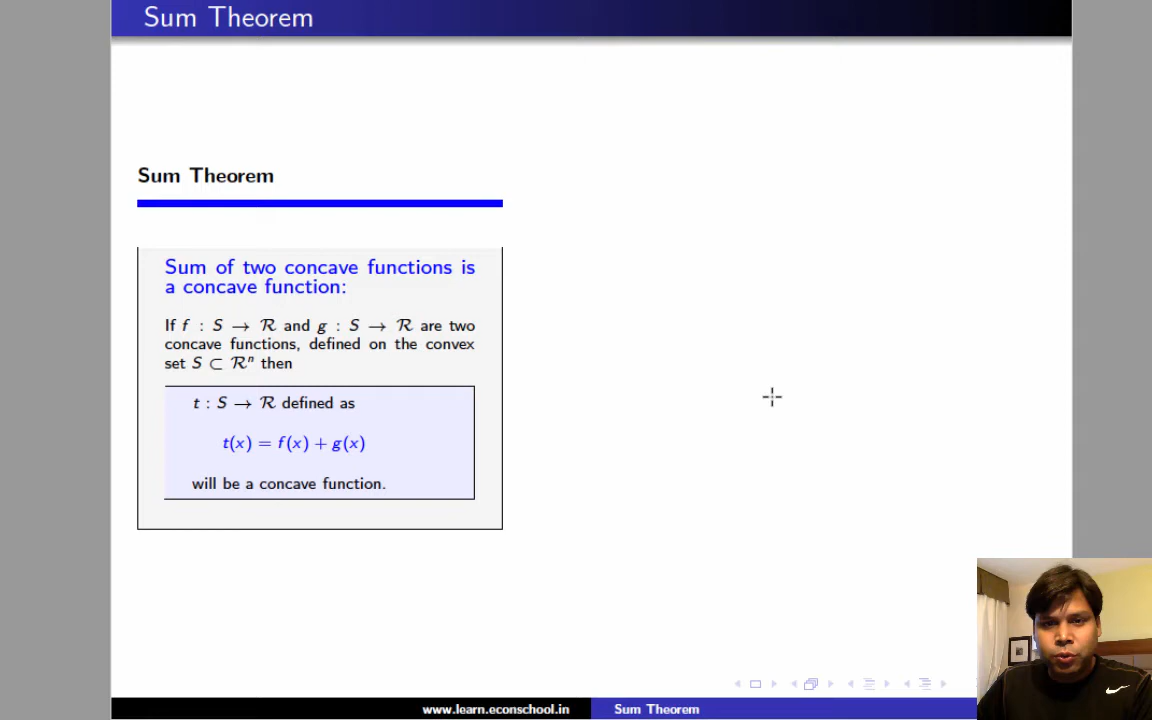 Sum Theorem
Sum Theorem
Sum of two concave functions is
a concave function:
If f : S → ℛ and g : S → ℛ are two
concave functions, defined on the convex
set S ⊂ ℛⁿ then
t : S → ℛ defined as
t(x) = f(x) + g(x)
will be a concave function.
www.learn.econschool.in
Sum Theorem